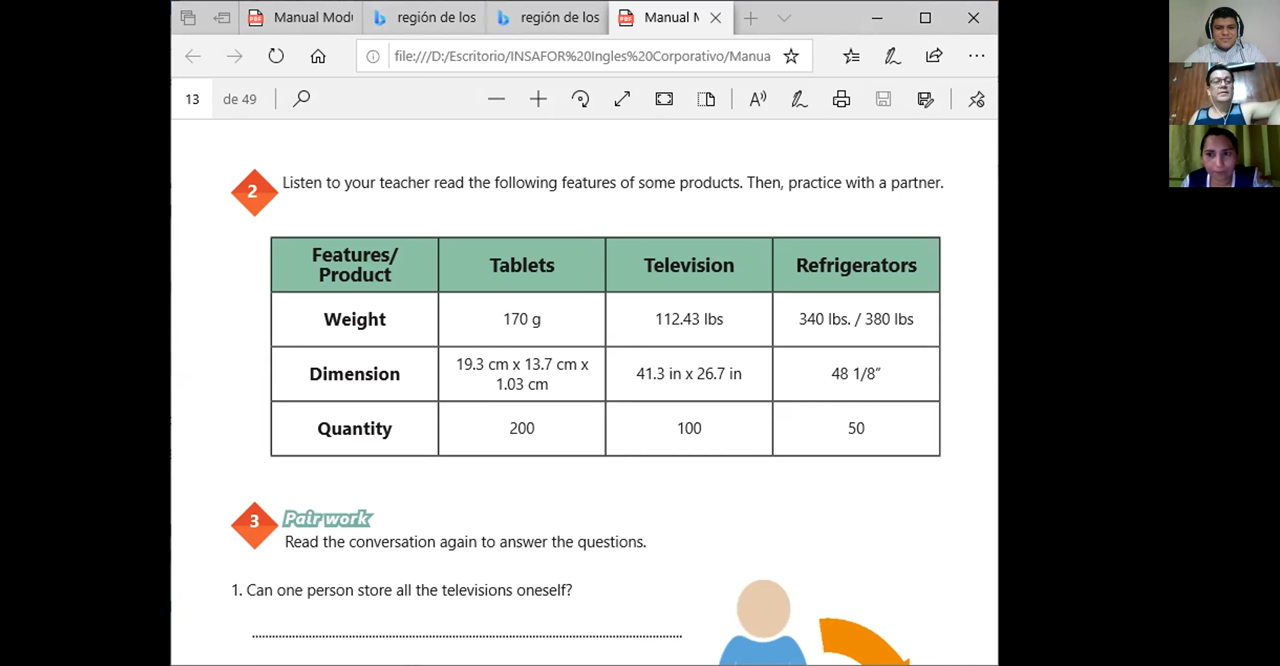 Manual Modu
región de los
región de los
Manual M
file:///D:/Escritorio/INSAFOR%20Ingles%20Corporativo/Manua
13 de 49
2 Listen to your teacher read the following features of some products. Then, practice with a partner.
Features/ Product Tablets Television Refrigerators
Weight 170 g 112.43 lbs 340 lbs. / 380 lbs
Dimension 19.3 cm x 13.7 cm x 1.03 cm 41.3 in x 26.7 in 48 1/8”
Quantity 200 100 50
3 Pair work
Read the conversation again to answer the questions.
1. Can one person store all the televisions oneself?